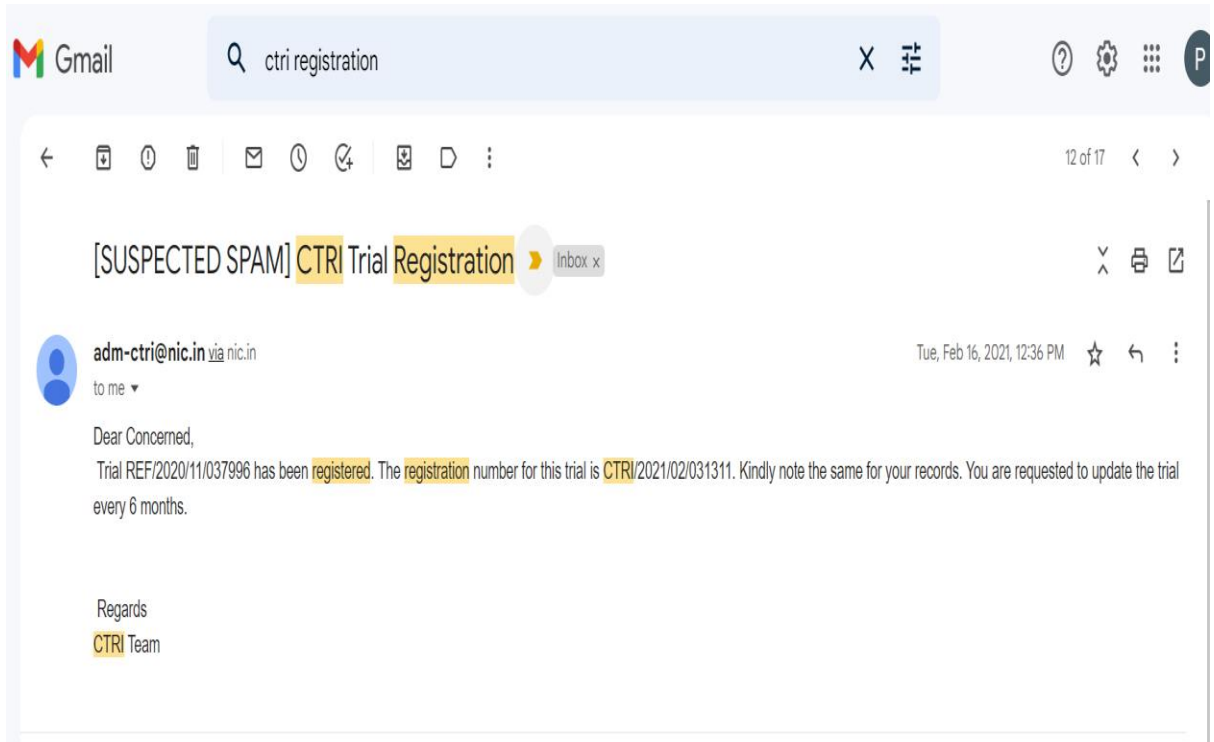 Gmail
ctri registration
P
12 of 17
[SUSPECTED SPAM] CTRI Trial Registration Inbox x
adm-ctri@nic.in via nic.in
Tue, Feb 16, 2021, 12:36 PM
to me
Dear Concerned,
Trial REF/2020/11/037996 has been registered. The registration number for this trial is CTRI/2021/02/031311. Kindly note the same for your records. You are requested to update the trial
every 6 months.
Regards
CTRI Team